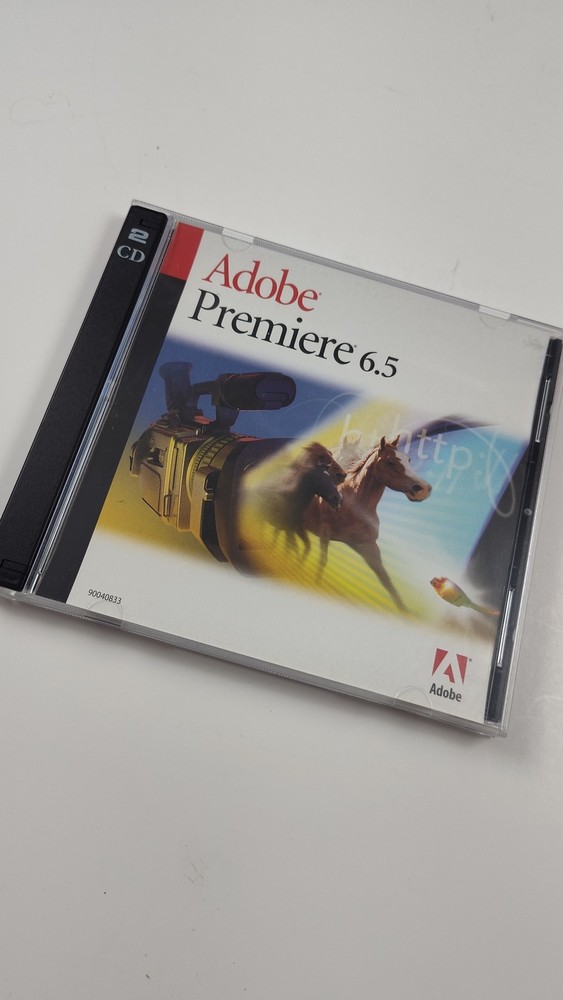 2
CD
Adobe®
Premiere® 6.5
http:
90040833
Adobe